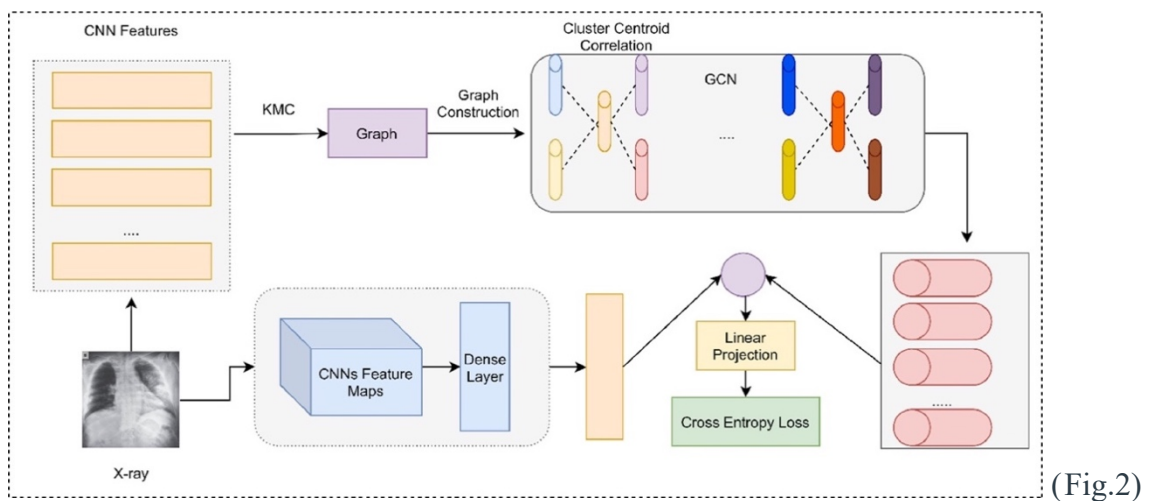 CNN Features
Cluster Centroid
Correlation
GCN
KMC
Graph
Construction
Graph
....
....
CNNs Feature
Maps
Dense
Layer
Linear
Projection
Cross Entropy Loss
.....
X-ray
(Fig.2)